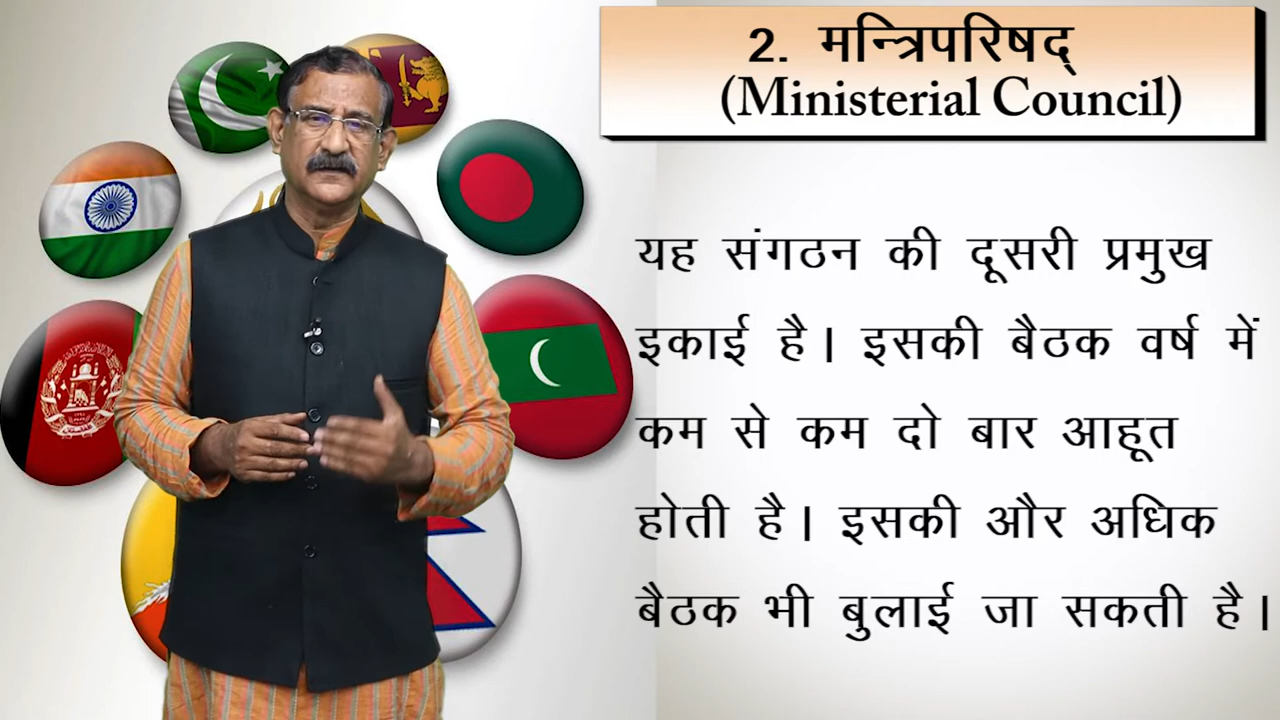 2. मन्त्रिपरिषद्
(Ministerial Council)
यह संगठन की दूसरी प्रमुख
इकाई है। इसकी बैठक वर्ष में
कम से कम दो बार आहूत
होती है। इसकी और अधिक
बैठक भी बुलाई जा सकती है।